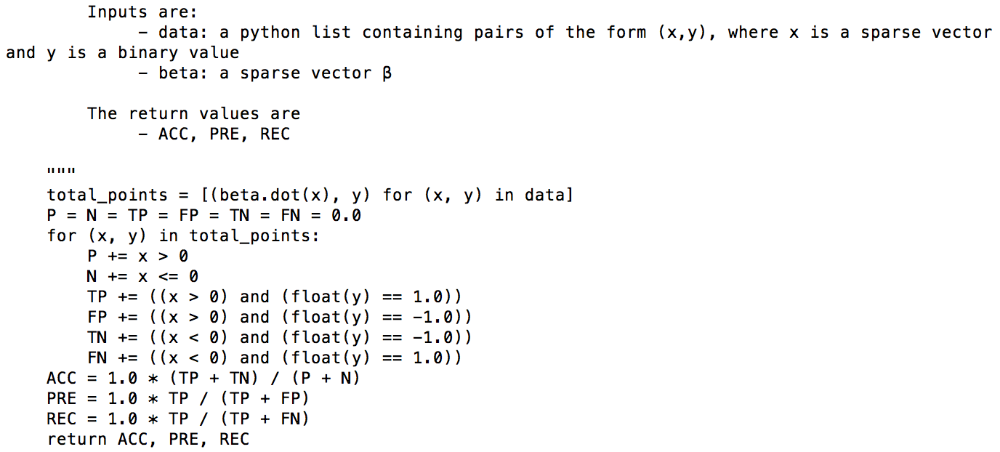 Inputs are:
- data: a python list containing pairs of the form (x,y), where x is a sparse vector
and y is a binary value
- beta: a sparse vector β
The return values are
- ACC, PRE, REC
"""
total_points = [(beta.dot(x), y) for (x, y) in data]
P = N = TP = FP = TN = FN = 0.0
for (x, y) in total_points:
P += x > 0
N += x <= 0
TP += ((x > 0) and (float(y) == 1.0))
FP += ((x > 0) and (float(y) == -1.0))
TN += ((x < 0) and (float(y) == -1.0))
FN += ((x < 0) and (float(y) == 1.0))
ACC = 1.0 * (TP + TN) / (P + N)
PRE = 1.0 * TP / (TP + FP)
REC = 1.0 * TP / (TP + FN)
return ACC, PRE, REC